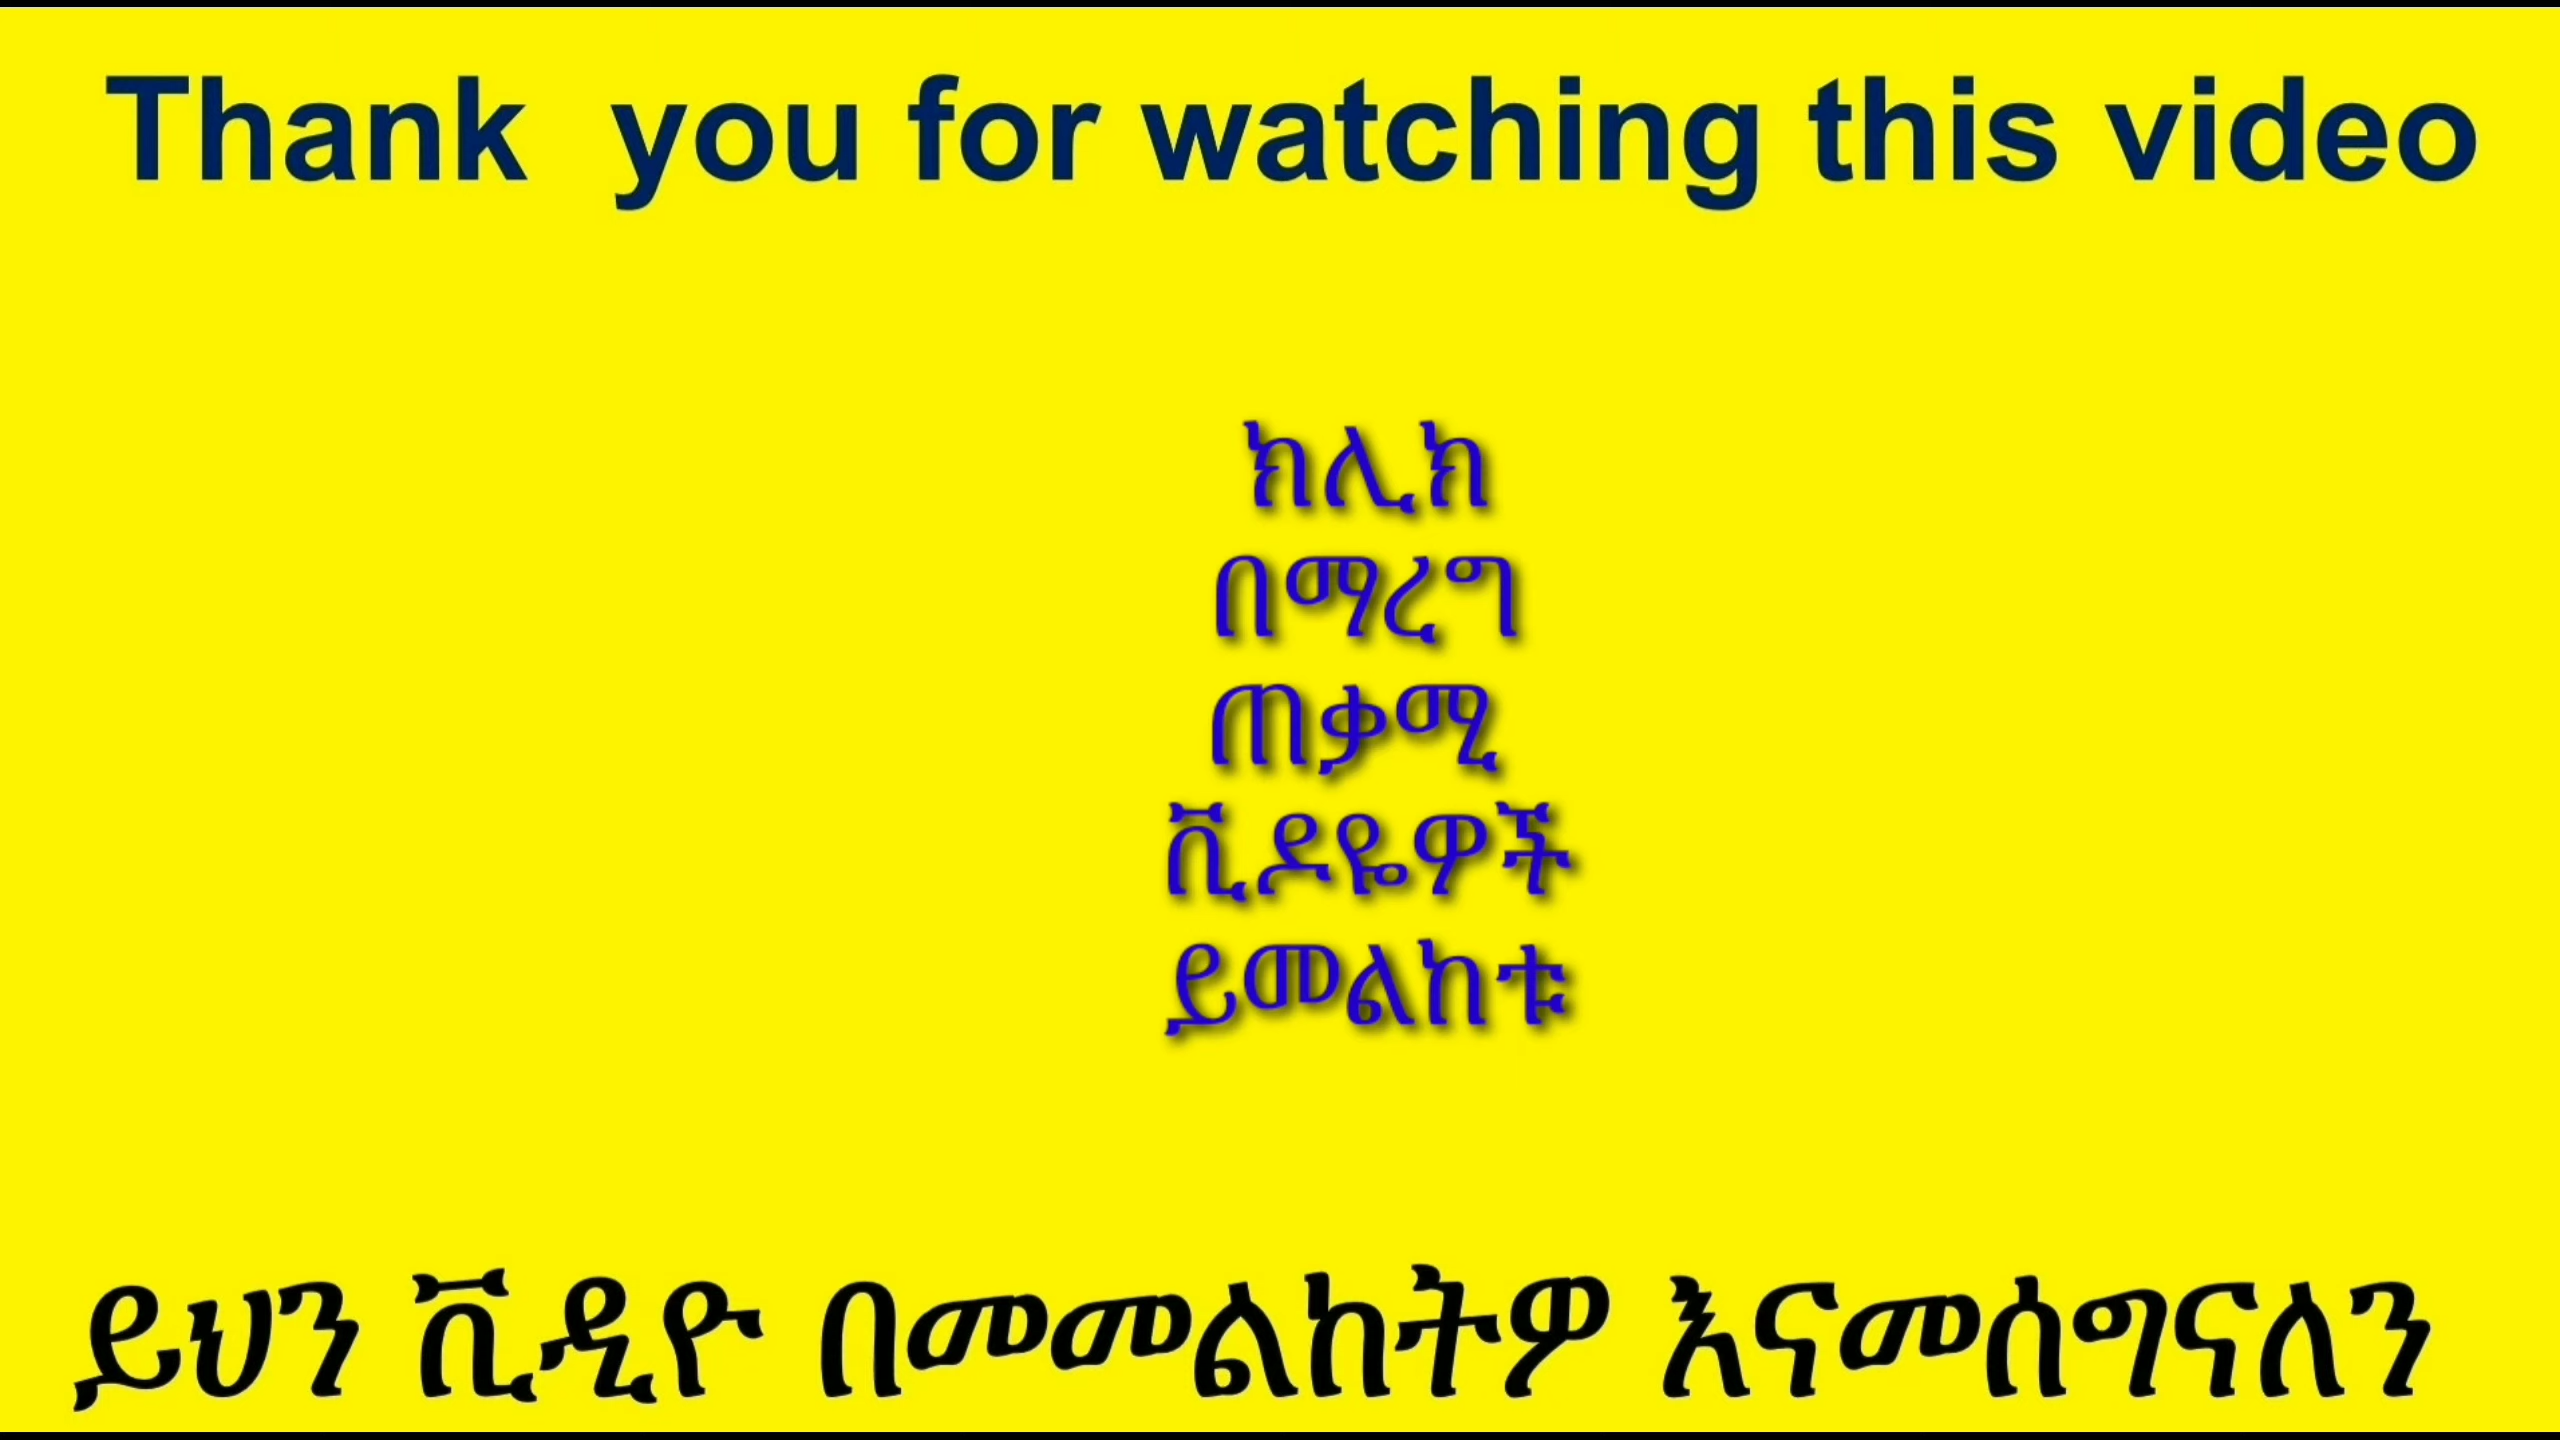 Thank you for watching this video
ክሊክ
በማረግ
ጠቃሚ
ቪዶዬዎች
ይመልከቱ
ይህን ቪዲዮ በመመልከትዎ እናመሰግናለን